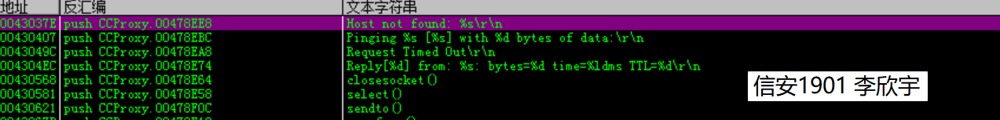 地址 反汇编 文本字符串
0043037E push CCProxy.00478EE8 Host not found: %s\r\n
00430407 push CCProxy.00478EBC Pinging %s [%s] with %d bytes of data:\r\n
0043049C push CCProxy.00478EA8 Request Timed Out\r\n
004304EC push CCProxy.00478E74 Reply[%d] from: %s: bytes=%d time=%ldms TTL=%d\r\n
00430568 push CCProxy.00478E64 closesocket()
00430581 push CCProxy.00478E58 select()
信安1901 李欣宇
00430621 push CCProxy.00478F0C sendto()